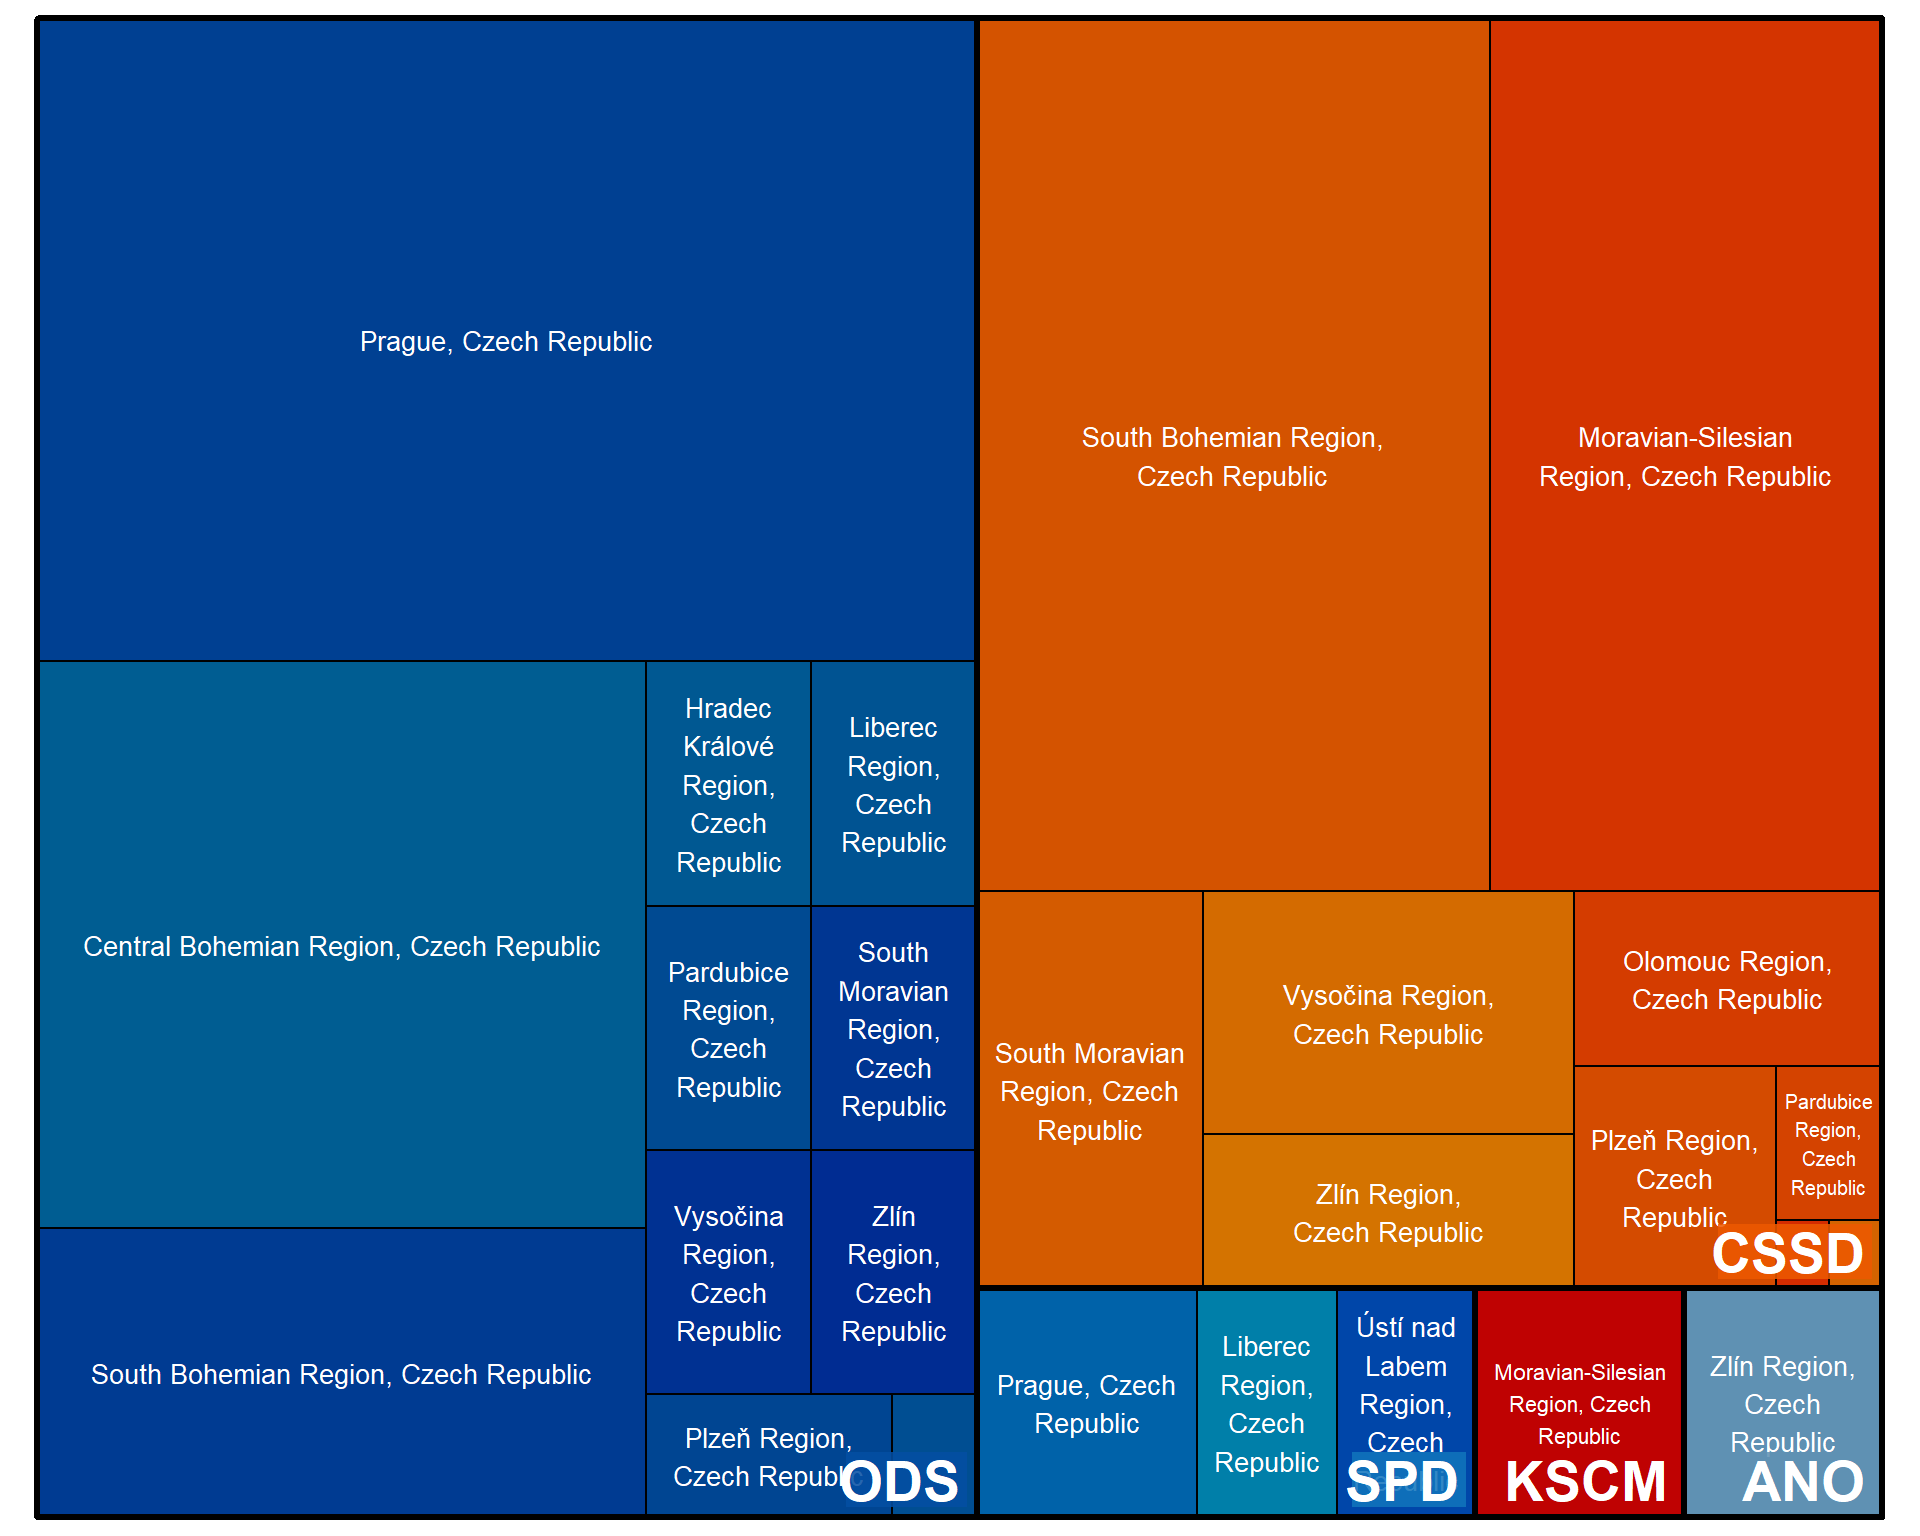 Prague, Czech Republic
Central Bohemian Region, Czech Republic
South Bohemian Region, Czech Republic
Hradec
Králové
Region,
Czech
Republic
Liberec
Region,
Czech
Republic
Pardubice
Region,
Czech
Republic
South
Moravian
Region,
Czech
Republic
Vysočina
Region,
Czech
Republic
Zlín
Region,
Czech
Republic
Plzeň Region,
Czech Republic
ODS
South Bohemian Region,
Czech Republic
Moravian-Silesian
Region, Czech Republic
South Moravian
Region, Czech
Republic
Vysočina Region,
Czech Republic
Zlín Region,
Czech Republic
Olomouc Region,
Czech Republic
Plzeň Region,
Czech
Republic
Pardubice
Region,
Czech
Republic
CSSD
Prague, Czech
Republic
Liberec
Region,
Czech
Republic
Ústí nad
Labem
Region,
Czech
Republic
SPD
Moravian-Silesian
Region, Czech
Republic
KSCM
Zlín Region,
Czech
Republic
ANO